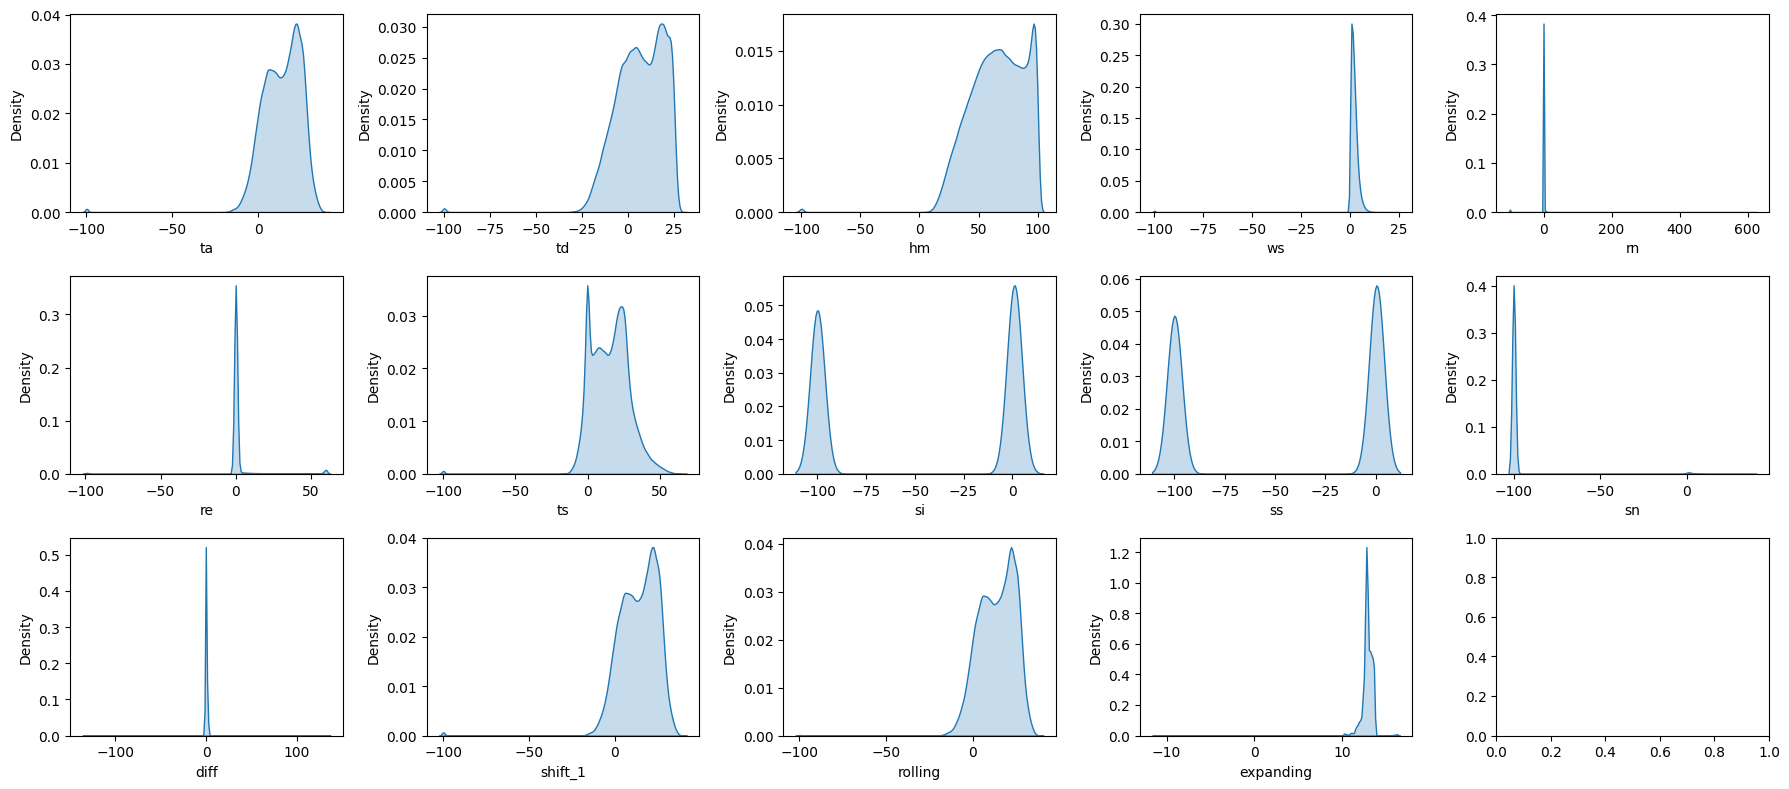 Density
0.00 0.01 0.02 0.03 0.04
−100 −50 0
ta
Density
0.000 0.005 0.010 0.015 0.020 0.025 0.030
−100 −75 −50 −25 0 25
td
Density
0.000 0.005 0.010 0.015
−100 −50 0 50 100
hm
Density
0.00 0.05 0.10 0.15 0.20 0.25 0.30
−100 −75 −50 −25 0 25
ws
Density
0.0 0.1 0.2 0.3 0.4
0 200 400 600
rn
Density
0.0 0.1 0.2 0.3
−100 −50 0 50
re
Density
0.00 0.01 0.02 0.03
−100 −50 0 50
ts
Density
0.00 0.01 0.02 0.03 0.04 0.05
−100 −75 −50 −25 0
si
Density
0.00 0.01 0.02 0.03 0.04 0.05 0.06
−100 −75 −50 −25 0
ss
Density
0.0 0.1 0.2 0.3 0.4
−100 −50 0
sn
Density
0.0 0.1 0.2 0.3 0.4 0.5
−100 0 100
diff
Density
0.00 0.01 0.02 0.03 0.04
−100 −50 0
shift_1
Density
0.00 0.01 0.02 0.03 0.04
−100 −50 0
rolling
Density
0.0 0.2 0.4 0.6 0.8 1.0 1.2
−10 0 10
expanding
0.0 0.2 0.4 0.6 0.8 1.0
0.0 0.2 0.4 0.6 0.8 1.0